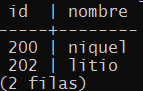 id | nombre
-----+--------
200 | niquel
202 | litio
(2 filas)